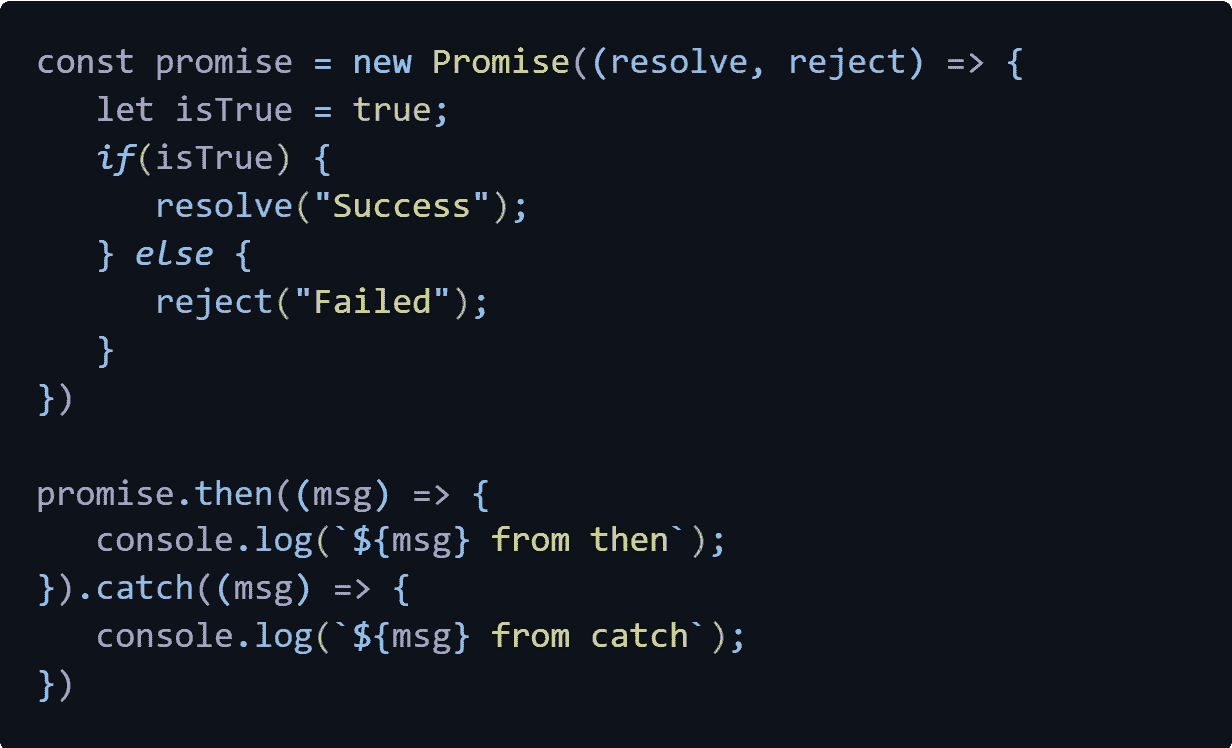 const promise = new Promise((resolve, reject) => {
   let isTrue = true;
   if(isTrue) {
      resolve("Success");
   } else {
      reject("Failed");
   }
})

promise.then((msg) => {
   console.log(`${msg} from then`);
}).catch((msg) => {
   console.log(`${msg} from catch`);
})